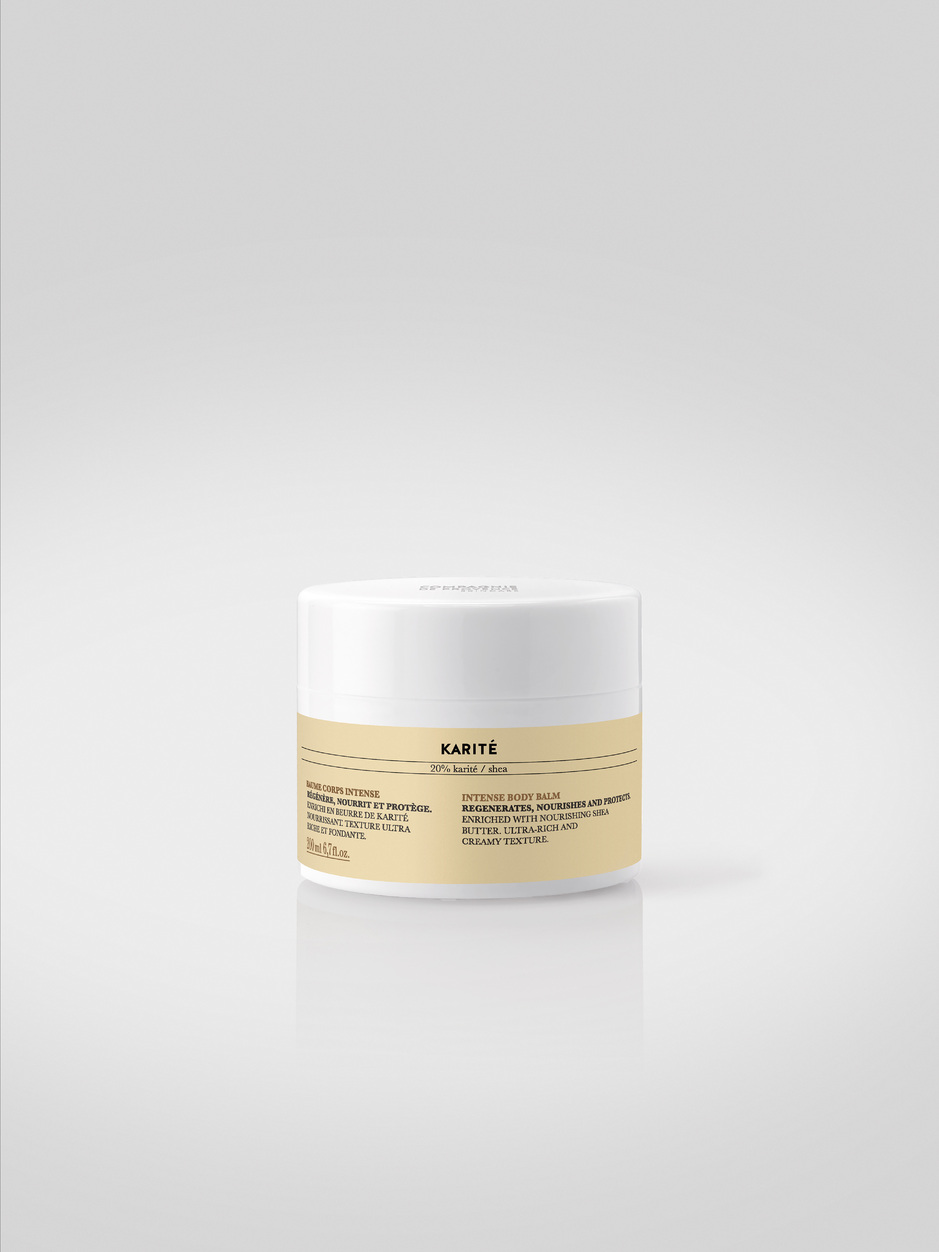 KARITÉ
20% karité / shea
BAUME CORPS INTENSE
RÉGÉNÈRE, NOURRIT ET PROTÈGE.
ENRICHI EN BEURRE DE KARITÉ
NOURRISSANT. TEXTURE ULTRA
RICHE ET FONDANTE.
200 ml 6,7 fl.oz.
INTENSE BODY BALM
REGENERATES, NOURISHES AND PROTECTS.
ENRICHED WITH NOURISHING SHEA
BUTTER. ULTRA-RICH AND
CREAMY TEXTURE.